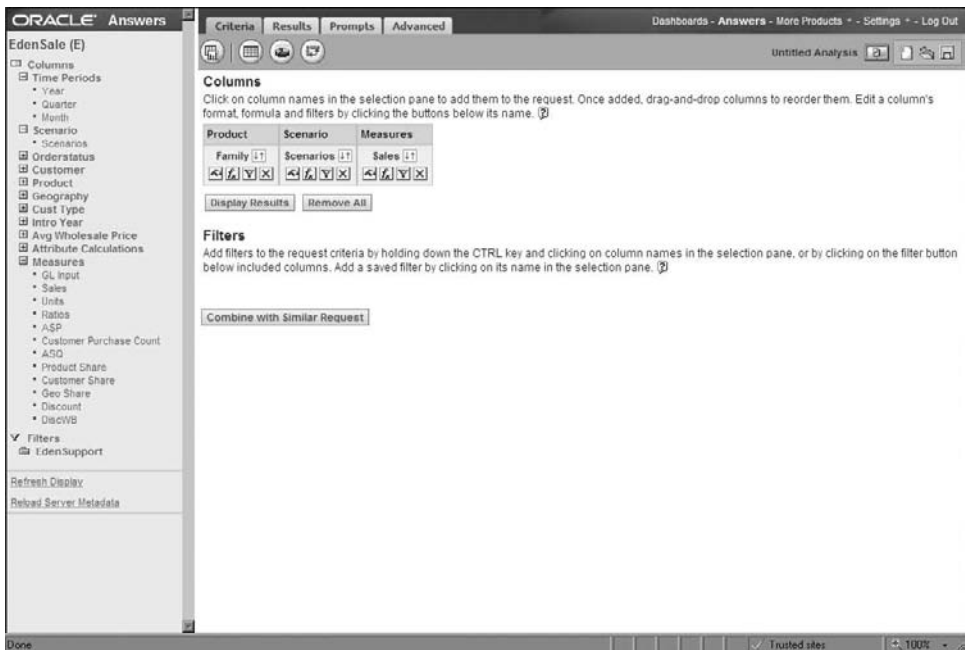 ORACLE Answers
Criteria Results Prompts Advanced
Dashboards - Answers - More Products - Settings - Log Out
EdenSale (E)
Untitled Analysis
Columns
Time Periods
Year
Quarter
Month
Scenario
Scenarios
Orderstatus
Customer
Product
Geography
Cust Type
Intro Year
Avg Wholesale Price
Attribute Calculations
Measures
GL Input
Sales
Units
Ratios
ASP
Customer Purchase Count
ASQ
Product Share
Customer Share
Geo Share
Discount
DiscWB
Filters
EdenSupport
Refresh Display
Reload Server Metadata
Columns
Click on column names in the selection pane to add them to the request. Once added, drag-and-drop columns to reorder them. Edit a column's
format, formula and filters by clicking the buttons below its name.
Product Scenario Measures
Family Scenarios Sales
Display Results Remove All
Filters
Add filters to the request criteria by holding down the CTRL key and clicking on column names in the selection pane, or by clicking on the filter button
below included columns. Add a saved filter by clicking on its name in the selection pane.
Combine with Similar Request
Done
Trusted sites
100%